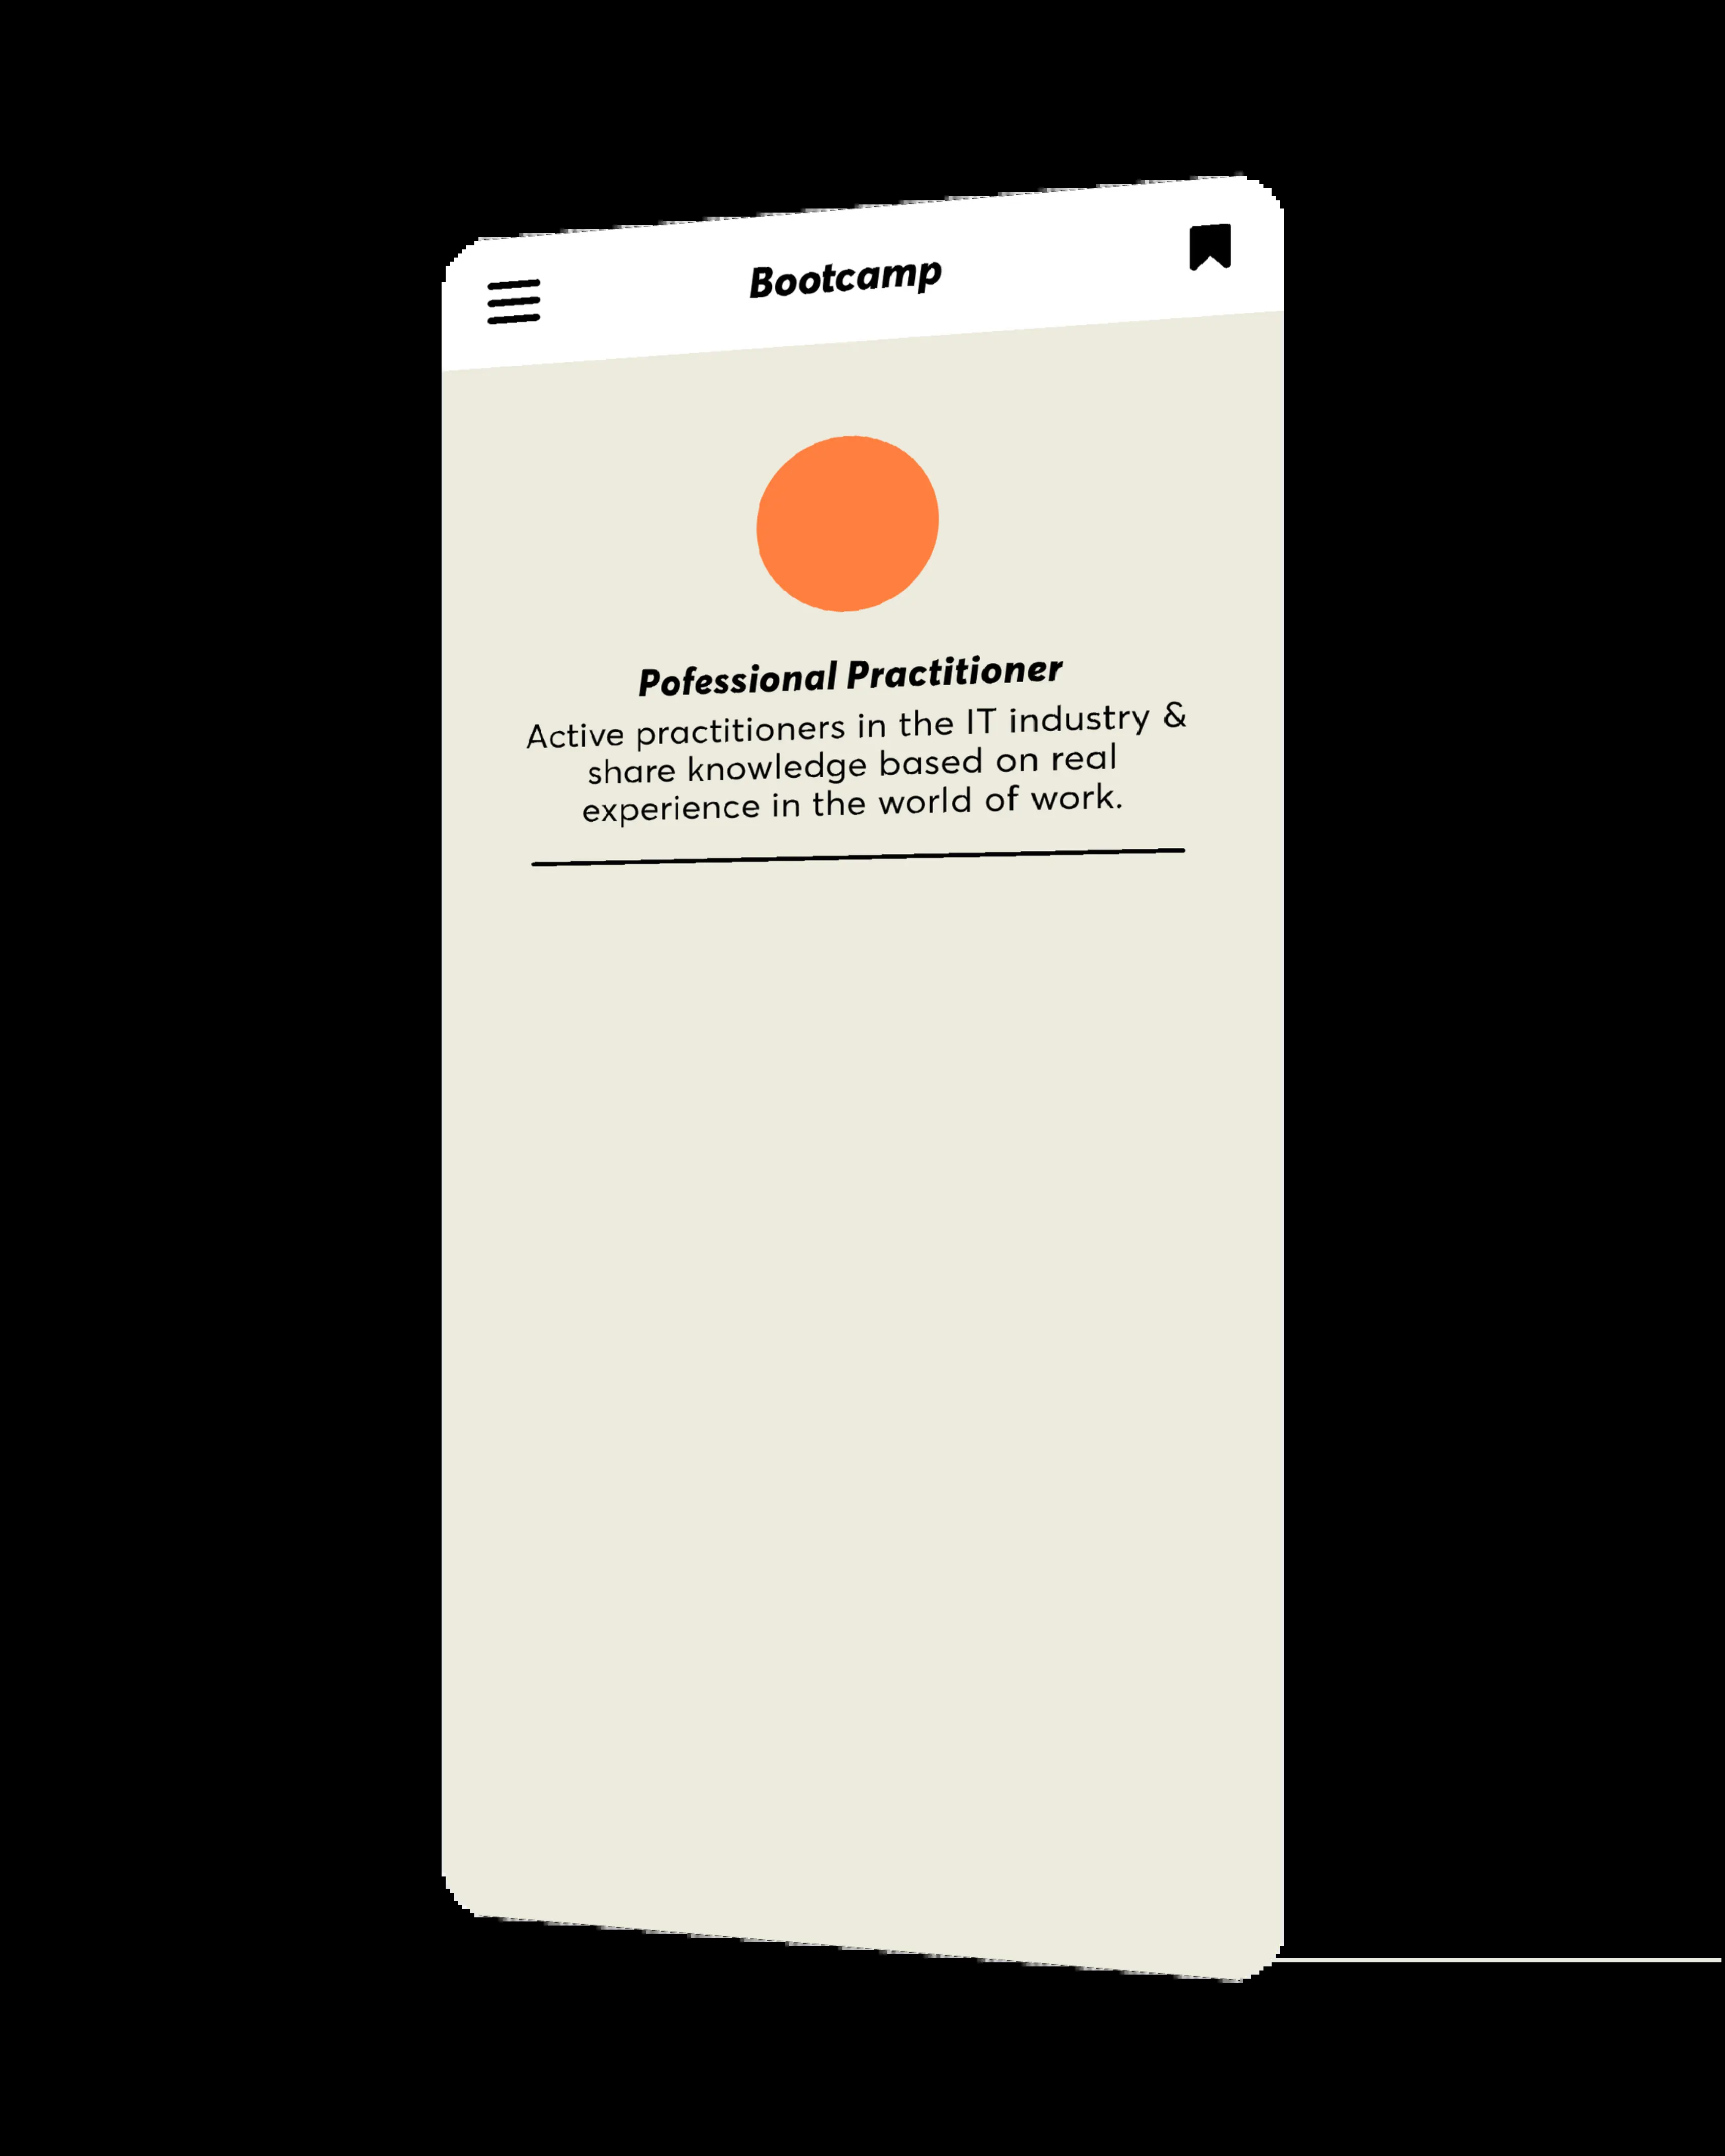 Bootcamp
Pofessional Practitioner
Active practitioners in the IT industry &
share knowledge based on real
experience in the world of work.